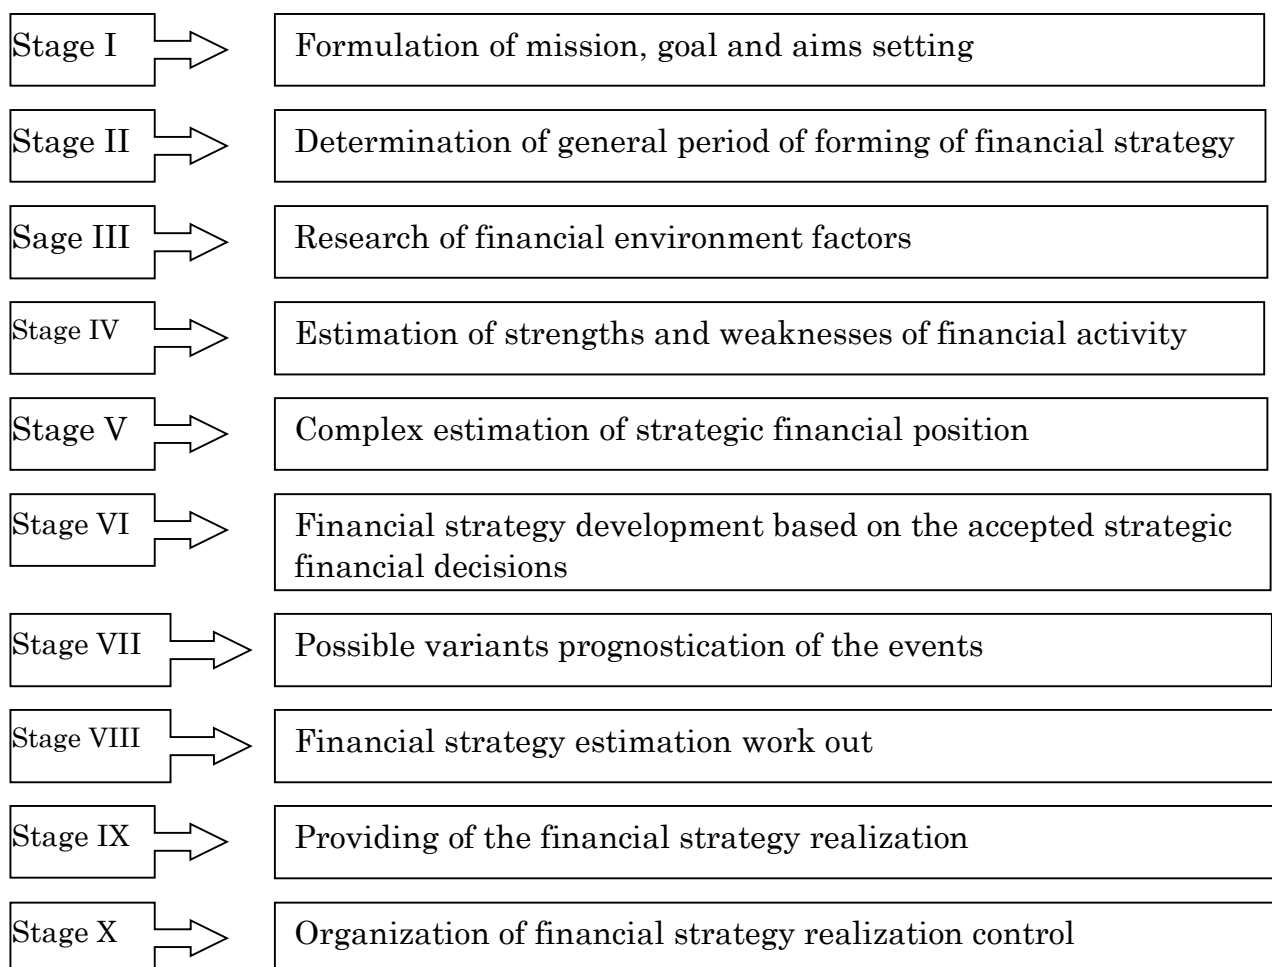 Stage I
Formulation of mission, goal and aims setting
Stage II
Determination of general period of forming of financial strategy
Sage III
Research of financial environment factors
Stage IV
Estimation of strengths and weaknesses of financial activity
Stage V
Complex estimation of strategic financial position
Stage VI
Financial strategy development based on the accepted strategic
financial decisions
Stage VII
Possible variants prognostication of the events
Stage VIII
Financial strategy estimation work out
Stage IX
Providing of the financial strategy realization
Stage X
Organization of financial strategy realization control